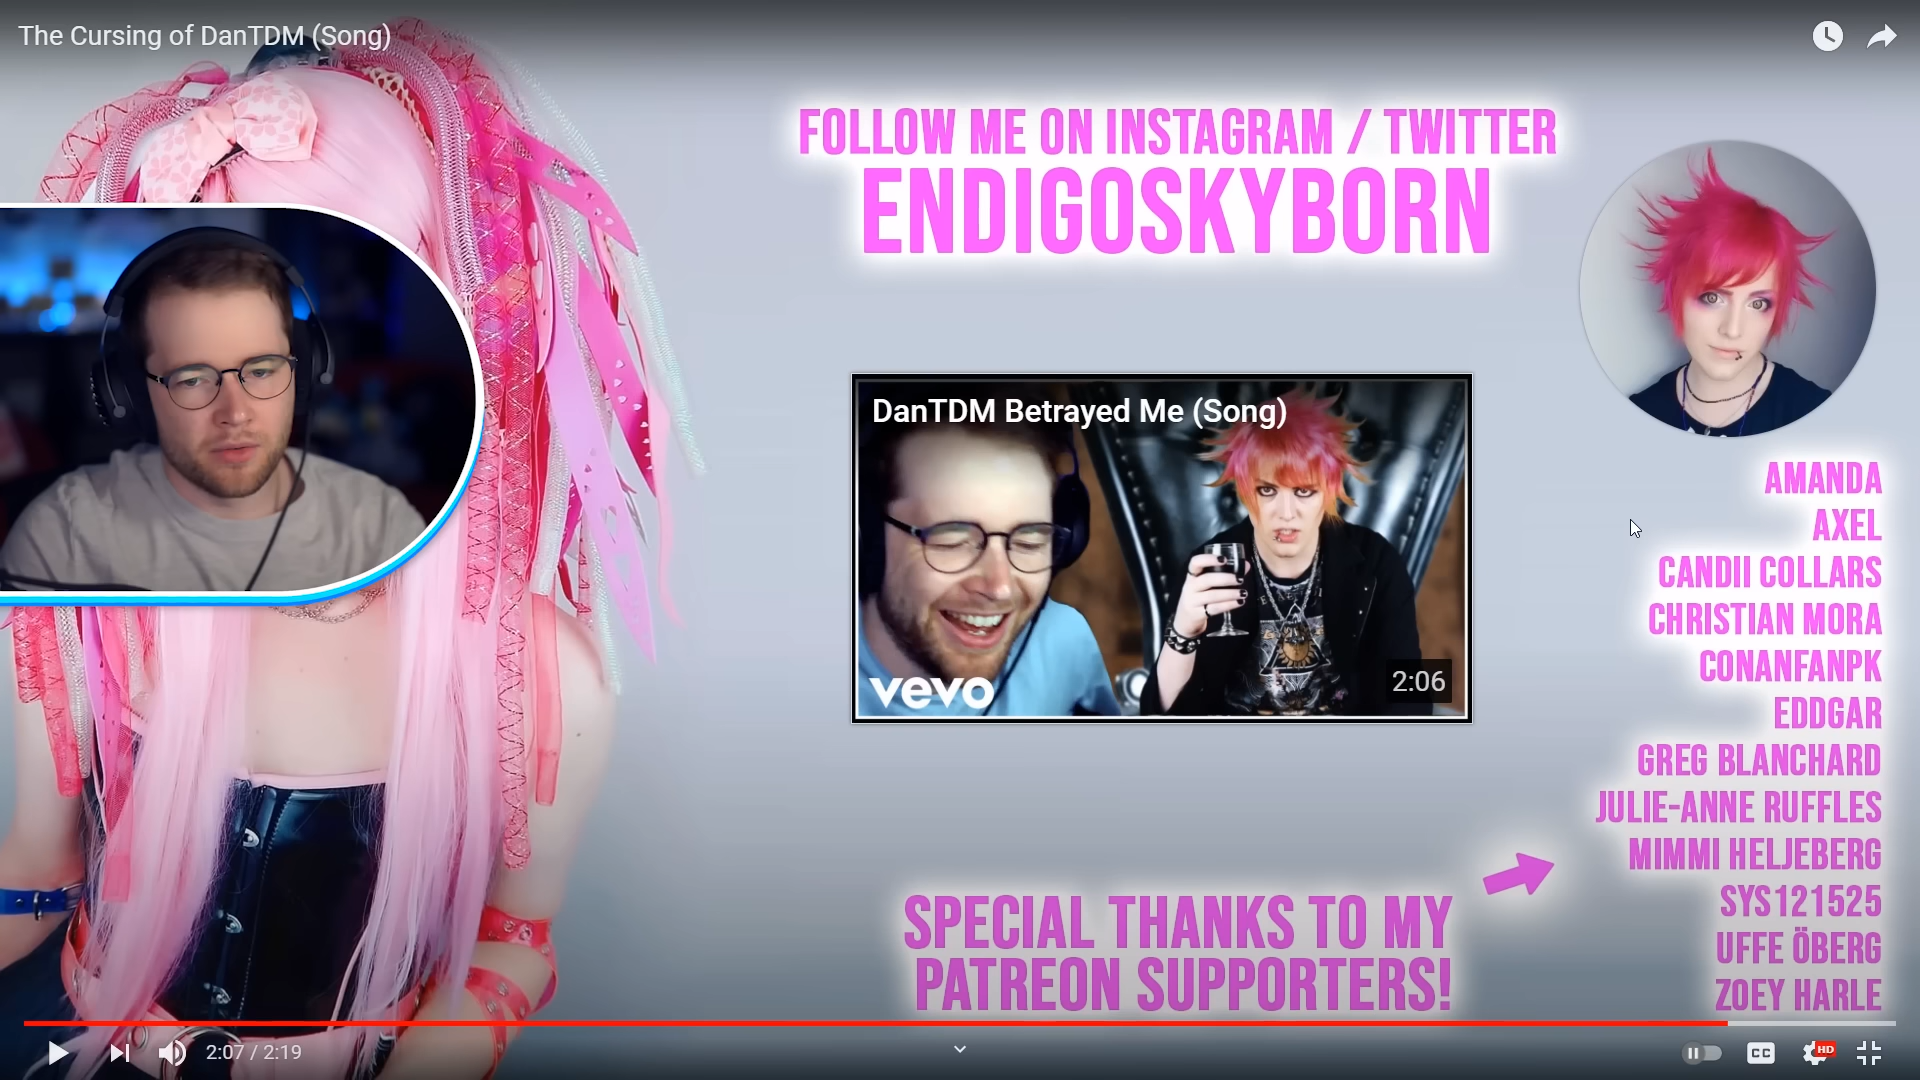 The Cursing of DanTDM (Song)
FOLLOW ME ON INSTAGRAM / TWITTER
ENDIGOSKYBORN
DanTDM Betrayed Me (Song)
vevo
2:06
AMANDA
AXEL
CANDII COLLARS
CHRISTIAN MORA
CONANFANPK
EDDGAR
GREG BLANCHARD
JULIE-ANNE RUFFLES
MIMMI HELJEBERG
SYS121525
UFFE ÖBERG
ZOEY HARLE
SPECIAL THANKS TO MY
PATREON SUPPORTERS!
2:07 / 2:19
CC
HD